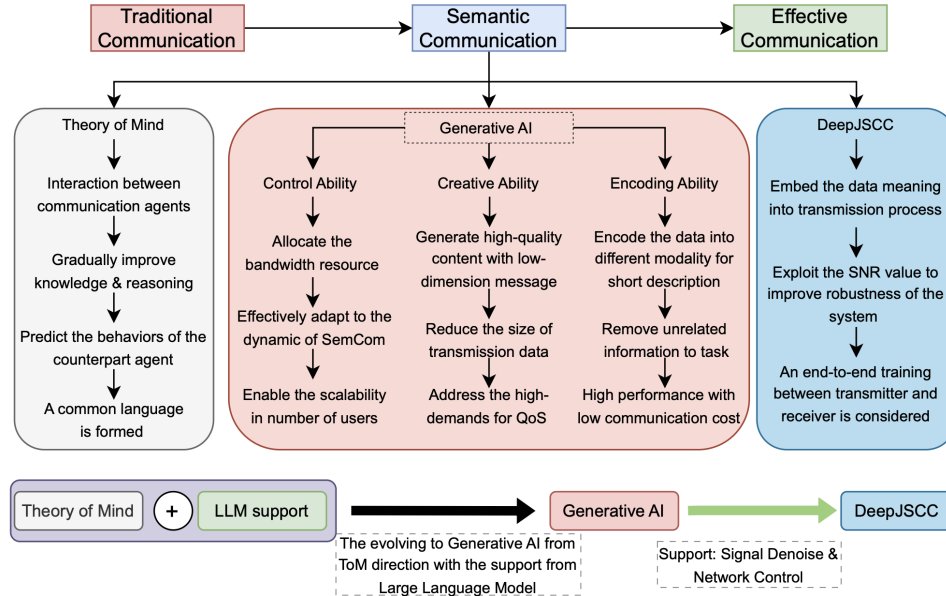 Traditional
Communication
Semantic
Communication
Effective
Communication
Theory of Mind
Interaction between
communication agents
Gradually improve
knowledge & reasoning
Predict the behaviors of the
counterpart agent
A common language
is formed
Generative AI
Control Ability
Allocate the
bandwidth resource
Effectively adapt to the
dynamic of SemCom
Enable the scalability
in number of users
Creative Ability
Generate high-quality
content with low-
dimension message
Reduce the size of
transmission data
Address the high-
demands for QoS
Encoding Ability
Encode the data into
different modality for
short description
Remove unrelated
information to task
High performance with
low communication cost
DeepJSCC
Embed the data meaning
into transmission process
Exploit the SNR value to
improve robustness of the
system
An end-to-end training
between transmitter and
receiver is considered
Theory of Mind
+
LLM support
The evolving to Generative AI from
ToM direction with the support from
Large Language Model
Generative AI
Support: Signal Denoise &
Network Control
DeepJSCC